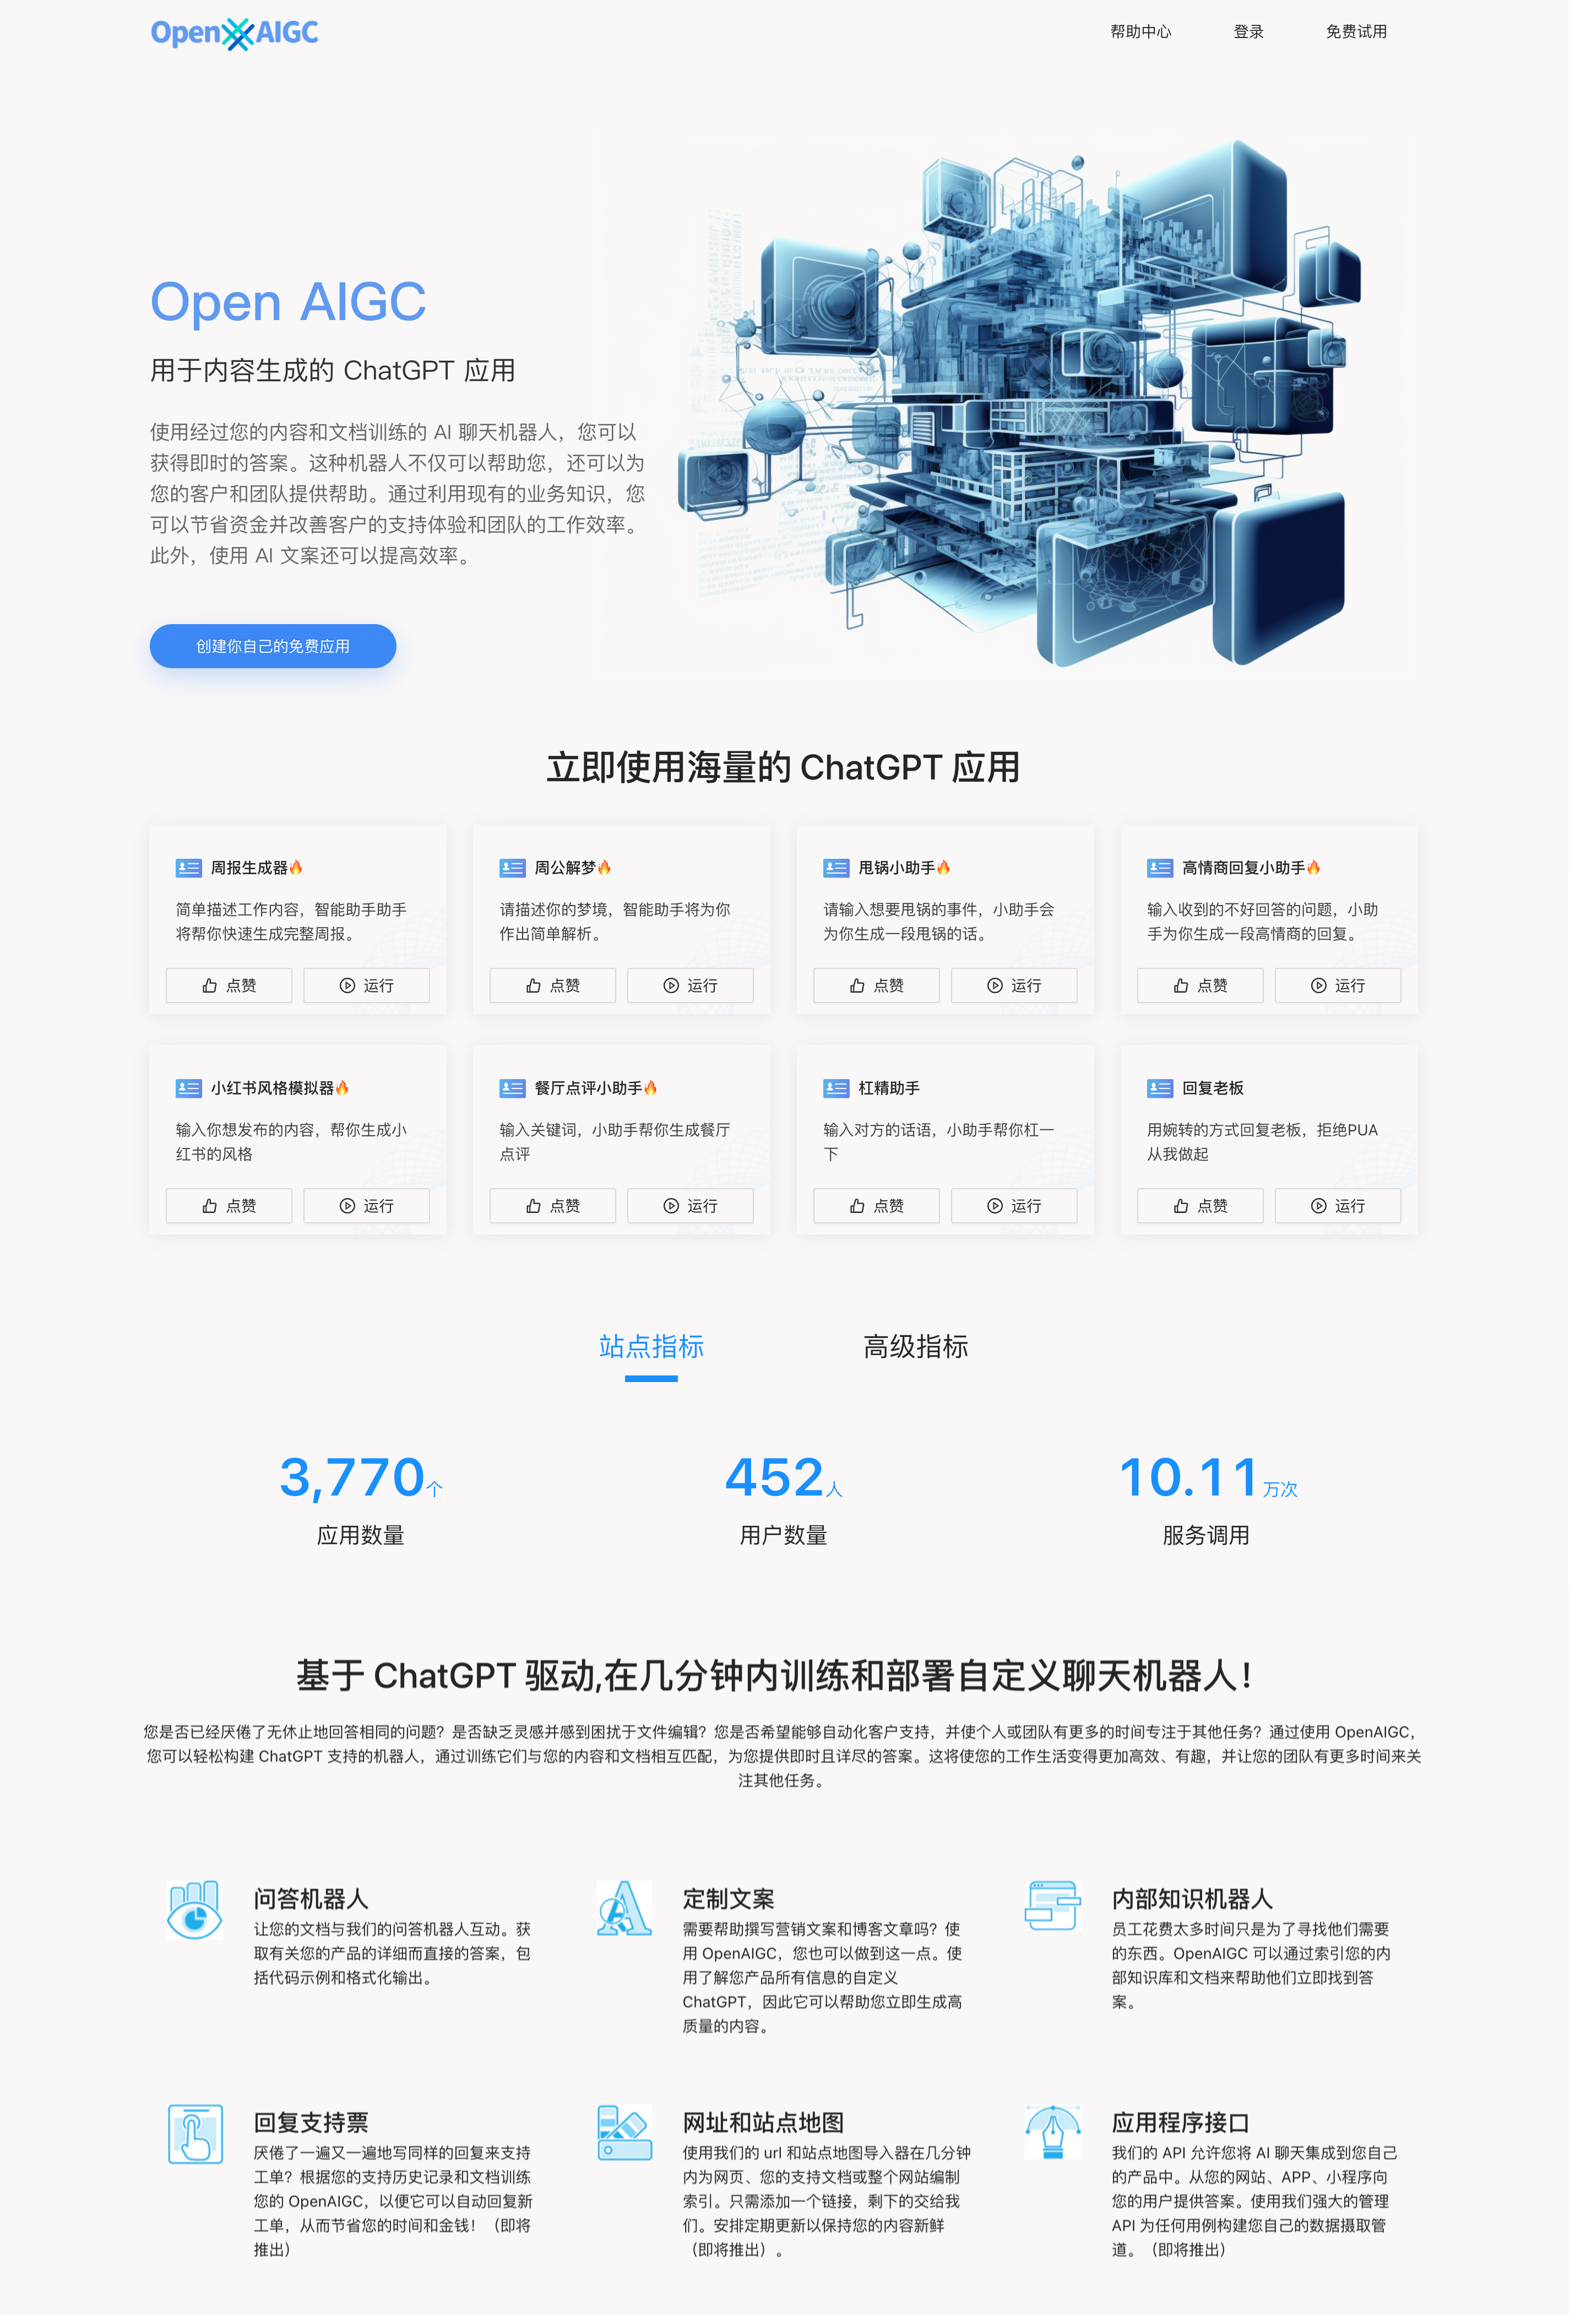 OpenAIGC
帮助中心
登录
免费试用
Open AIGC
用于内容生成的 ChatGPT 应用
使用经过您的内容和文档训练的 AI 聊天机器人，您可以
获得即时的答案。这种机器人不仅可以帮助您，还可以为
您的客户和团队提供帮助。通过利用现有的业务知识，您
可以节省资金并改善客户的支持体验和团队的工作效率。
此外，使用 AI 文案还可以提高效率。
创建你自己的免费应用
立即使用海量的 ChatGPT 应用
周报生成器🔥
简单描述工作内容，智能助手助手
将帮你快速生成完整周报。
点赞
运行
周公解梦🔥
请描述你的梦境，智能助手将为你
作出简单解析。
点赞
运行
甩锅小助手🔥
请输入想要甩锅的事件，小助手会
为你生成一段甩锅的话。
点赞
运行
高情商回复小助手🔥
输入收到的不好回答的问题，小助
手为你生成一段高情商的回复。
点赞
运行
小红书风格模拟器🔥
输入你想发布的内容，帮你生成小
红书的风格
点赞
运行
餐厅点评小助手🔥
输入关键词，小助手帮你生成餐厅
点评
点赞
运行
杠精助手
输入对方的话语，小助手帮你杠一
下
点赞
运行
回复老板
用婉转的方式回复老板，拒绝PUA
从我做起
点赞
运行
站点指标
高级指标
3,770个
应用数量
452人
用户数量
10.11万次
服务调用
基于 ChatGPT 驱动,在几分钟内训练和部署自定义聊天机器人！
您是否已经厌倦了无休止地回答相同的问题？是否缺乏灵感并感到困扰于文件编辑？您是否希望能够自动化客户支持，并使个人或团队有更多的时间专注于其他任务？通过使用 OpenAIGC，
您可以轻松构建 ChatGPT 支持的机器人，通过训练它们与您的内容和文档相互匹配，为您提供即时且详尽的答案。这将使您的工作生活变得更加高效、有趣，并让您的团队有更多时间来关
注其他任务。
问答机器人
让您的文档与我们的问答机器人互动。获
取有关您的产品的详细而直接的答案，包
括代码示例和格式化输出。
定制文案
需要帮助撰写营销文案和博客文章吗？使
用 OpenAIGC，您也可以做到这一点。使
用了解您产品所有信息的自定义
ChatGPT，因此它可以帮助您立即生成高
质量的内容。
内部知识机器人
员工花费太多时间只是为了寻找他们需要
的东西。OpenAIGC 可以通过索引您的内
部知识库和文档来帮助他们立即找到答
案。
回复支持票
厌倦了一遍又一遍地写同样的回复来支持
工单？根据您的支持历史记录和文档训练
您的 OpenAIGC，以便它可以自动回复新
工单，从而节省您的时间和金钱！（即将
推出）
网址和站点地图
使用我们的 url 和站点地图导入器在几分钟
内为网页、您的支持文档或整个网站编制
索引。只需添加一个链接，剩下的交给我
们。安排定期更新以保持您的内容新鲜
（即将推出）。
应用程序接口
我们的 API 允许您将 AI 聊天集成到您自己
的产品中。从您的网站、APP、小程序向
您的用户提供答案。使用我们强大的管理
API 为任何用例构建您自己的数据摄取管
道。（即将推出）